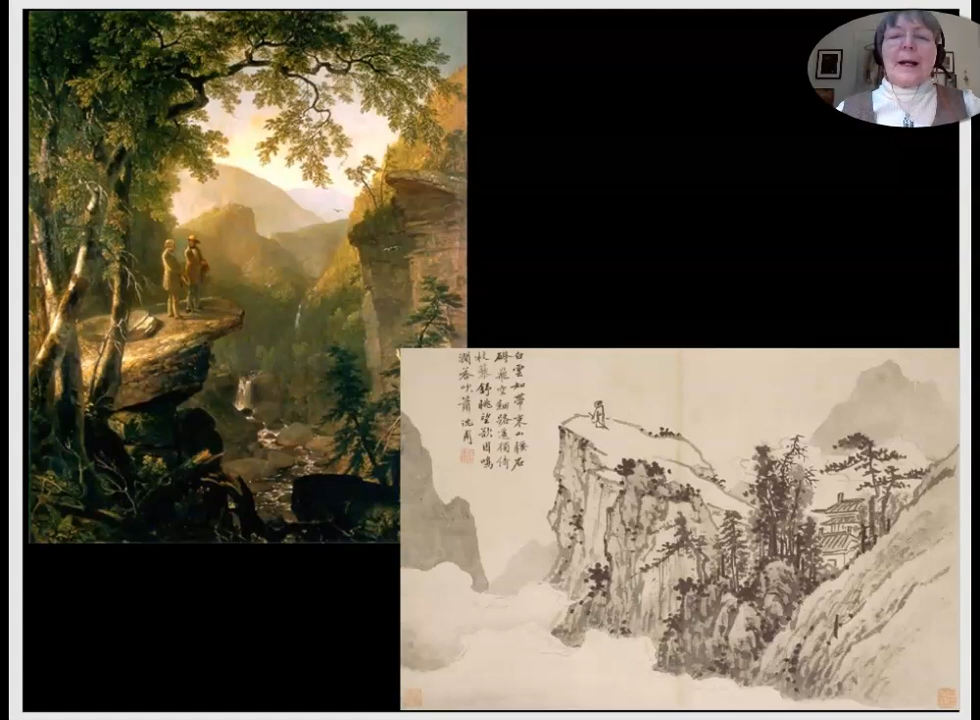 白雲如帶束山腰石
磴飛空細路遙獨倚
杖藜舒眺望欲因鳴
澗答吹簫 沈周